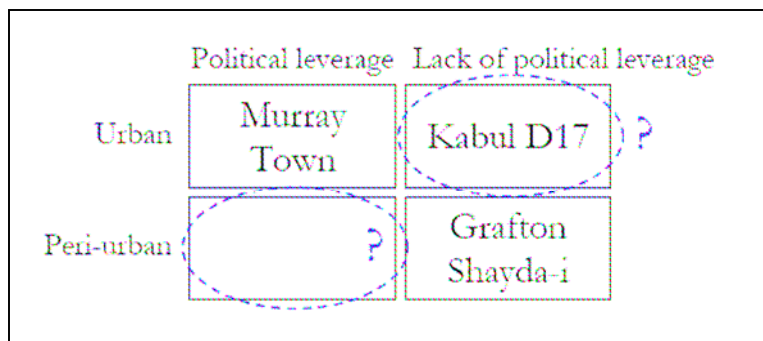 Political leverage Lack of political leverage
Urban
Murray
Town
Kabul D17
?
Peri-urban
?
Grafton
Shayda-i